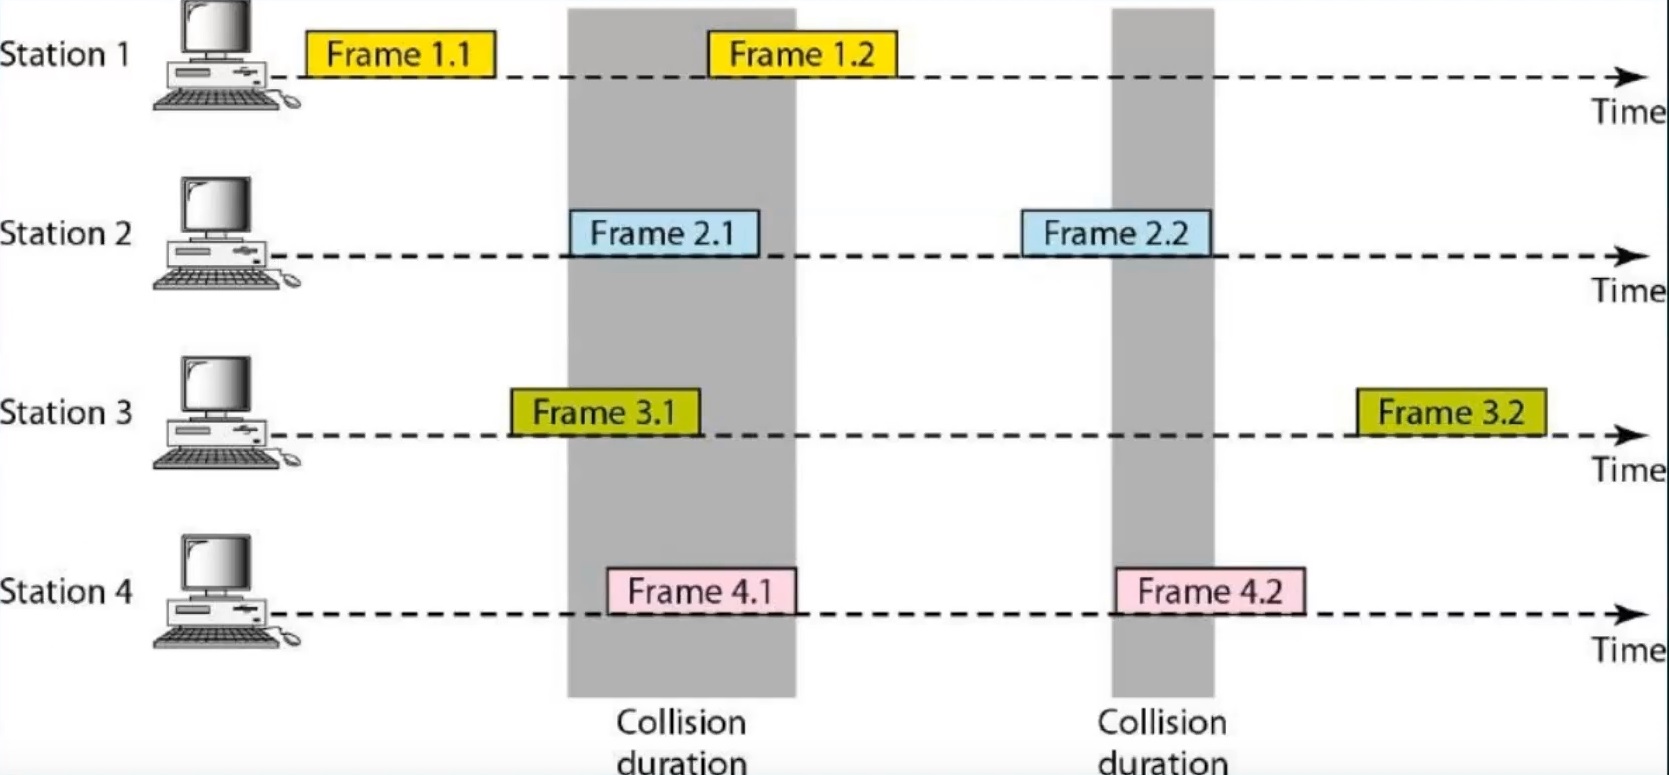 Station 1
Frame 1.1
Frame 1.2
Time
Station 2
Frame 2.1
Frame 2.2
Time
Station 3
Frame 3.1
Frame 3.2
Time
Station 4
Frame 4.1
Frame 4.2
Time
Collision
duration
Collision
duration